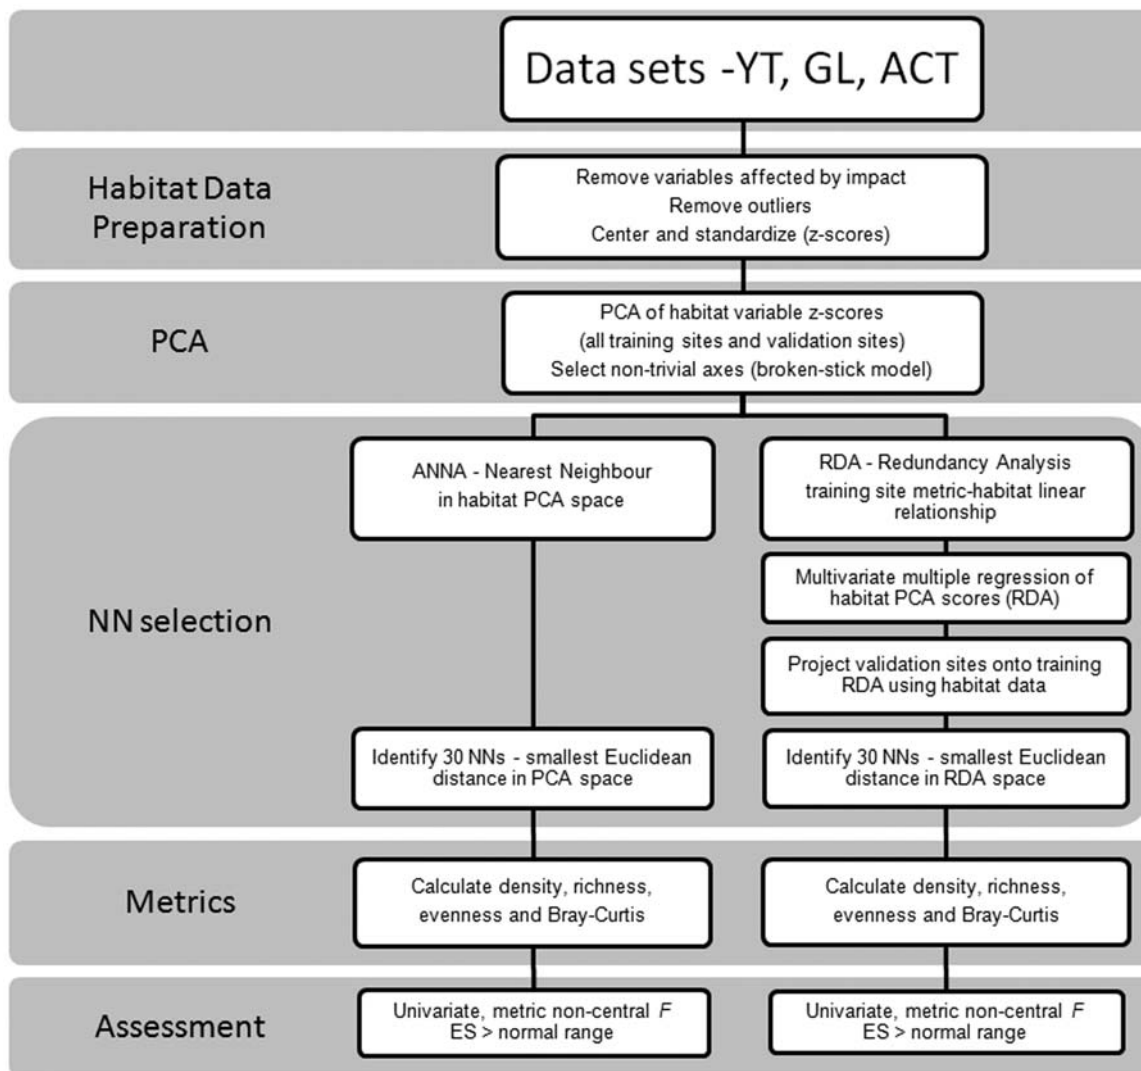 Data sets -YT, GL, ACT
Habitat Data
Preparation
Remove variables affected by impact
Remove outliers
Center and standardize (z-scores)
PCA
PCA of habitat variable z-scores
(all training sites and validation sites)
Select non-trivial axes (broken-stick model)
NN selection
ANNA - Nearest Neighbour
in habitat PCA space
Identify 30 NNs - smallest Euclidean
distance in PCA space
RDA - Redundancy Analysis
training site metric-habitat linear
relationship
Multivariate multiple regression of
habitat PCA scores (RDA)
Project validation sites onto training
RDA using habitat data
Identify 30 NNs - smallest Euclidean
distance in RDA space
Metrics
Calculate density, richness,
evenness and Bray-Curtis
Calculate density, richness,
evenness and Bray-Curtis
Assessment
Univariate, metric non-central F
ES > normal range
Univariate, metric non-central F
ES > normal range